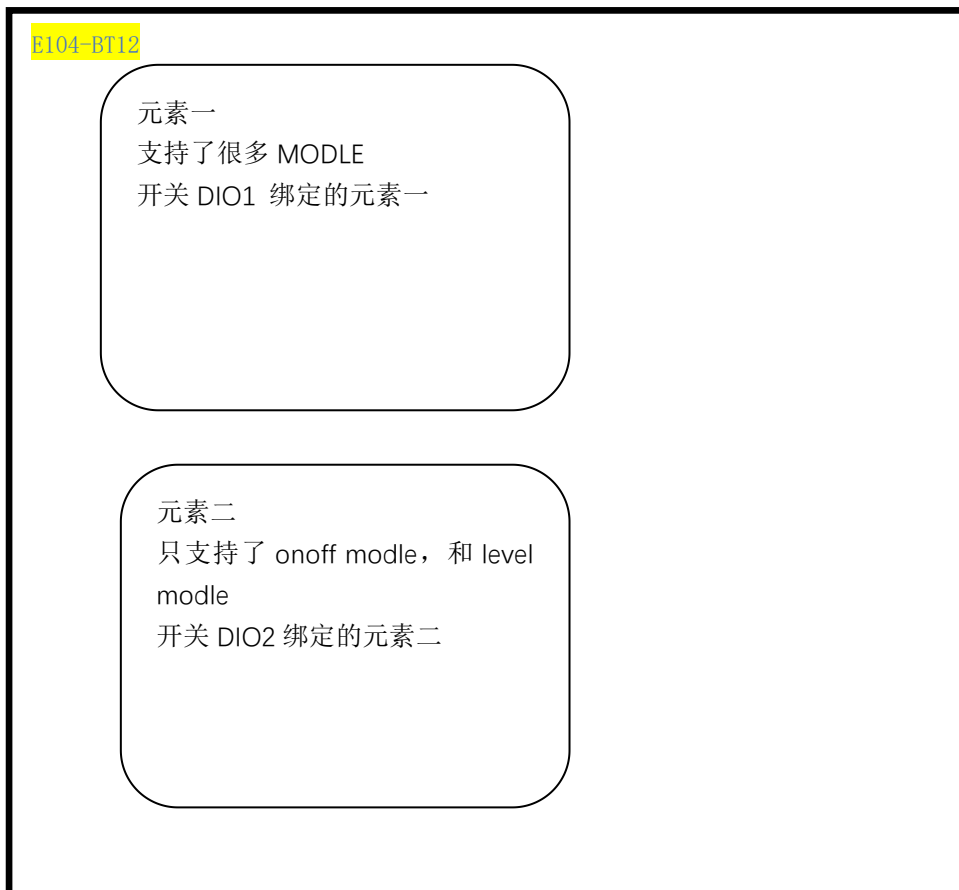 E104-BT12
元素一
支持了很多 MODLE
开关 DIO1 绑定的元素一
元素二
只支持了 onoff modle，和 level
modle
开关 DIO2 绑定的元素二